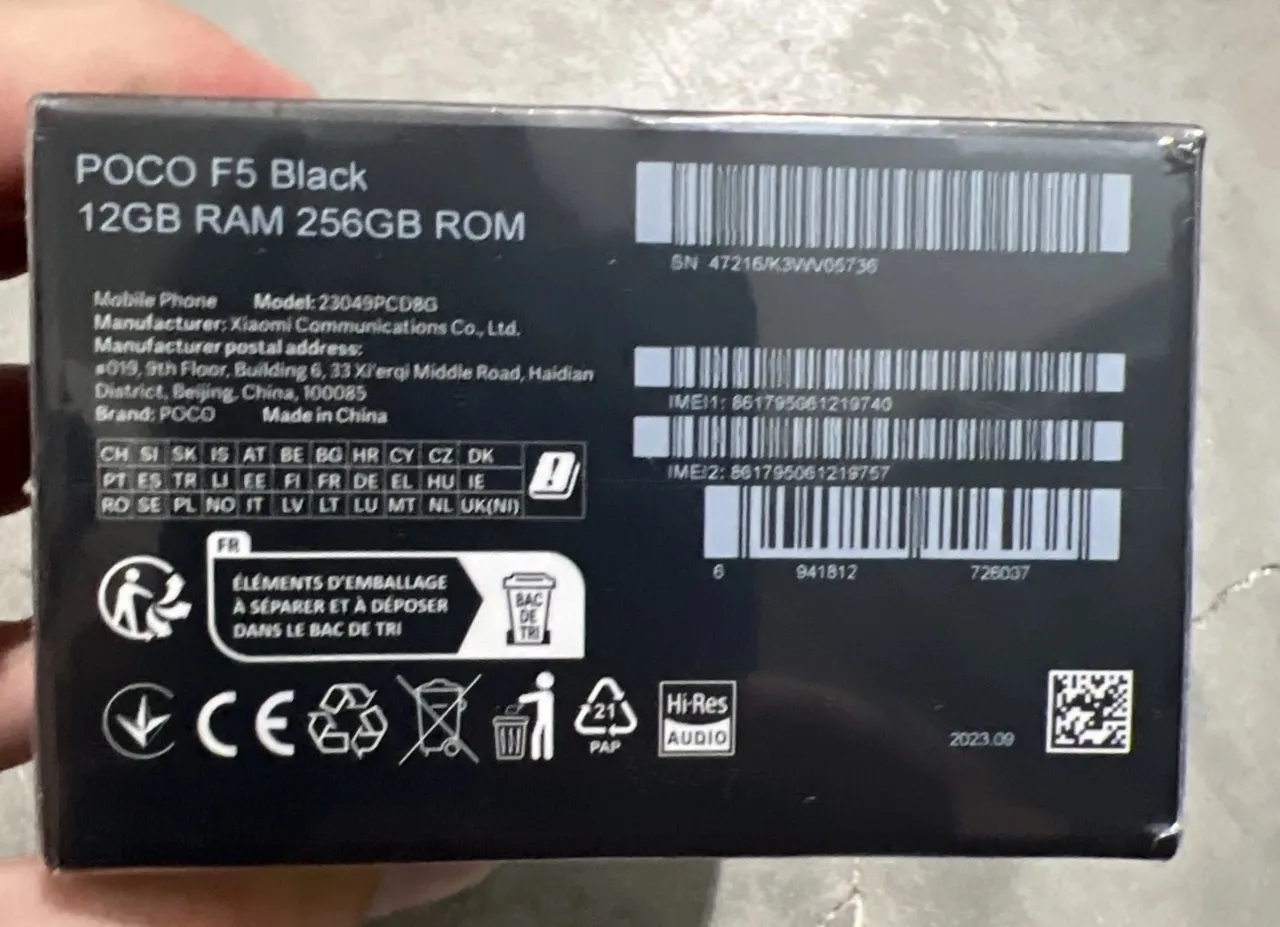 POCO F5 Black
12GB RAM 256GB ROM
Mobile Phone Model: 23049PCD8G
Manufacturer: Xiaomi Communications Co., Ltd.
Manufacturer postal address:
#019, 9th Floor, Building 6, 33 Xi'erqi Middle Road, Haidian
District, Beijing, China, 100085
Brand: POCO Made in China
CH SI SK IS AT BE BG HR CY CZ DK
PT ES TR LI EE FI FR DE EL HU IE
RO SE PL NO IT LV LT LU MT NL UK(NI)
FR
ÉLÉMENTS D'EMBALLAGE
À SÉPARER ET À DÉPOSER
DANS LE BAC DE TRI
BAC
DE
TRI
CE
21
PAP
Hi-Res
AUDIO
SN
IMEI1: 861795061219740
IMEI2: 861795061219757
6 941812 726037
2023.09